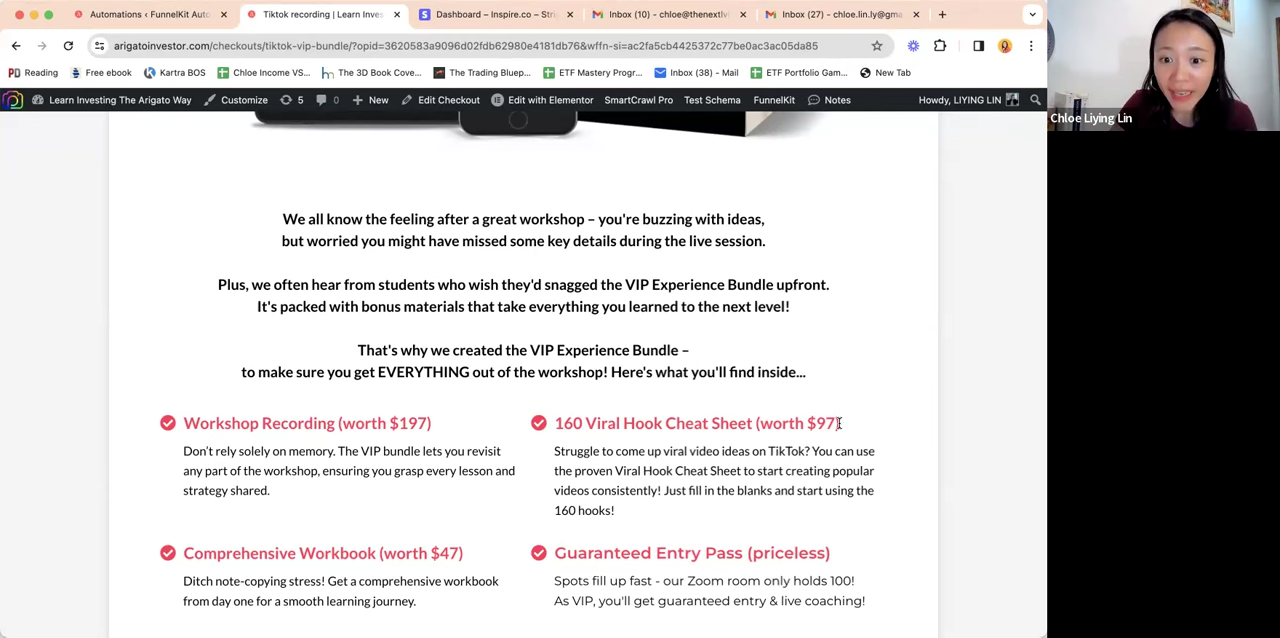 Automations ‹ FunnelKit Auto
Tiktok recording | Learn Inves
Dashboard – Inspire.co – Stri
Inbox (10) - chloe@thenextlv
Inbox (27) - chloe.lin.ly@gma
arigatoinvestor.com/checkouts/tiktok-vip-bundle/?opid=3620583a9096d02fdb62980e4181db76&wffn-si=ac2fa5cb4425372c77be0ac3ac05da85
Reading
Free ebook
Kartra BOS
Chloe Income VS...
The 3D Book Cove...
The Trading Bluep...
ETF Mastery Progr...
Inbox (38) - Mail
ETF Portfolio Gam...
New Tab
Learn Investing The Arigato Way
Customize
5
0
New
Edit Checkout
Edit with Elementor
SmartCrawl Pro
Test Schema
FunnelKit
Notes
Howdy, LIYING LIN
Chloe Liying Lin
We all know the feeling after a great workshop – you're buzzing with ideas,
but worried you might have missed some key details during the live session.
Plus, we often hear from students who wish they'd snagged the VIP Experience Bundle upfront.
It's packed with bonus materials that take everything you learned to the next level!
That's why we created the VIP Experience Bundle –
to make sure you get EVERYTHING out of the workshop! Here's what you'll find inside...
Workshop Recording (worth $197)
Don’t rely solely on memory. The VIP bundle lets you revisit
any part of the workshop, ensuring you grasp every lesson and
strategy shared.
160 Viral Hook Cheat Sheet (worth $97)
Struggle to come up viral video ideas on TikTok? You can use
the proven Viral Hook Cheat Sheet to start creating popular
videos consistently! Just fill in the blanks and start using the
160 hooks!
Comprehensive Workbook (worth $47)
Ditch note-copying stress! Get a comprehensive workbook
from day one for a smooth learning journey.
Guaranteed Entry Pass (priceless)
Spots fill up fast - our Zoom room only holds 100!
As VIP, you'll get guaranteed entry & live coaching!